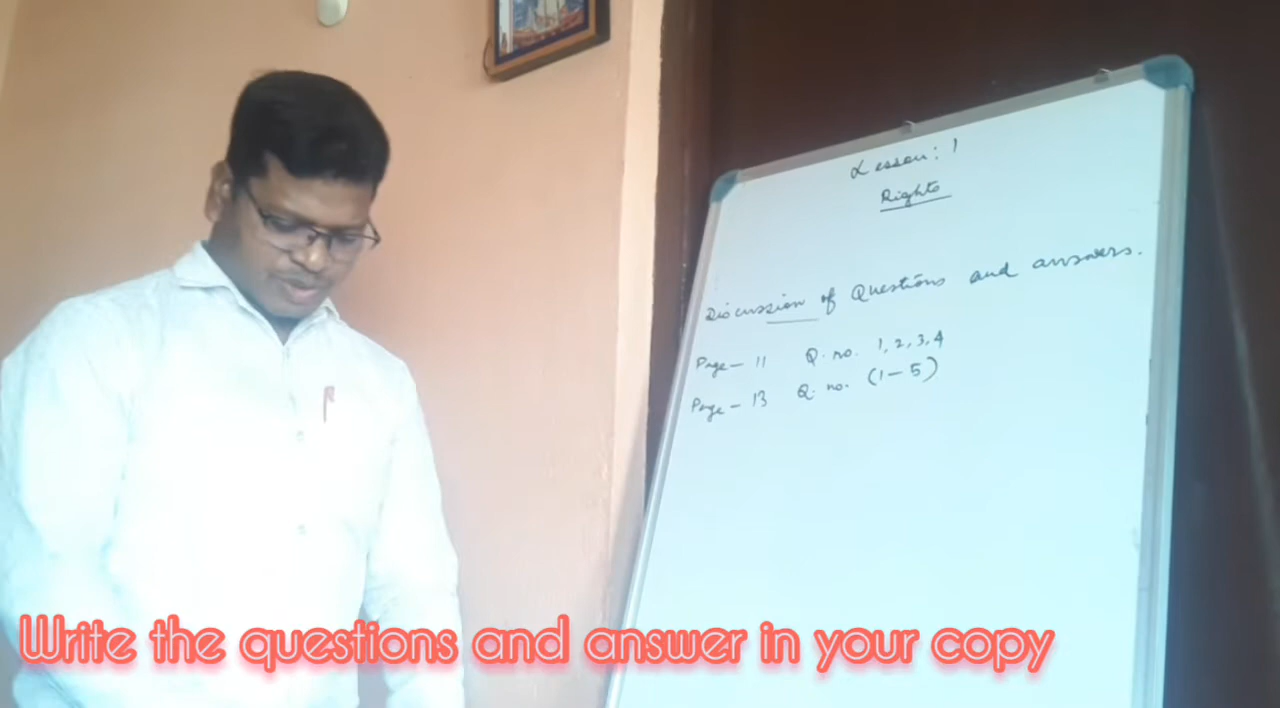 Lesson: 1
Rights
Discussion of Questions and answers.
Page - 11 Q. no. 1, 2, 3, 4
Page - 13 Q. no. (1 - 5)
Write the questions and answer in your copy